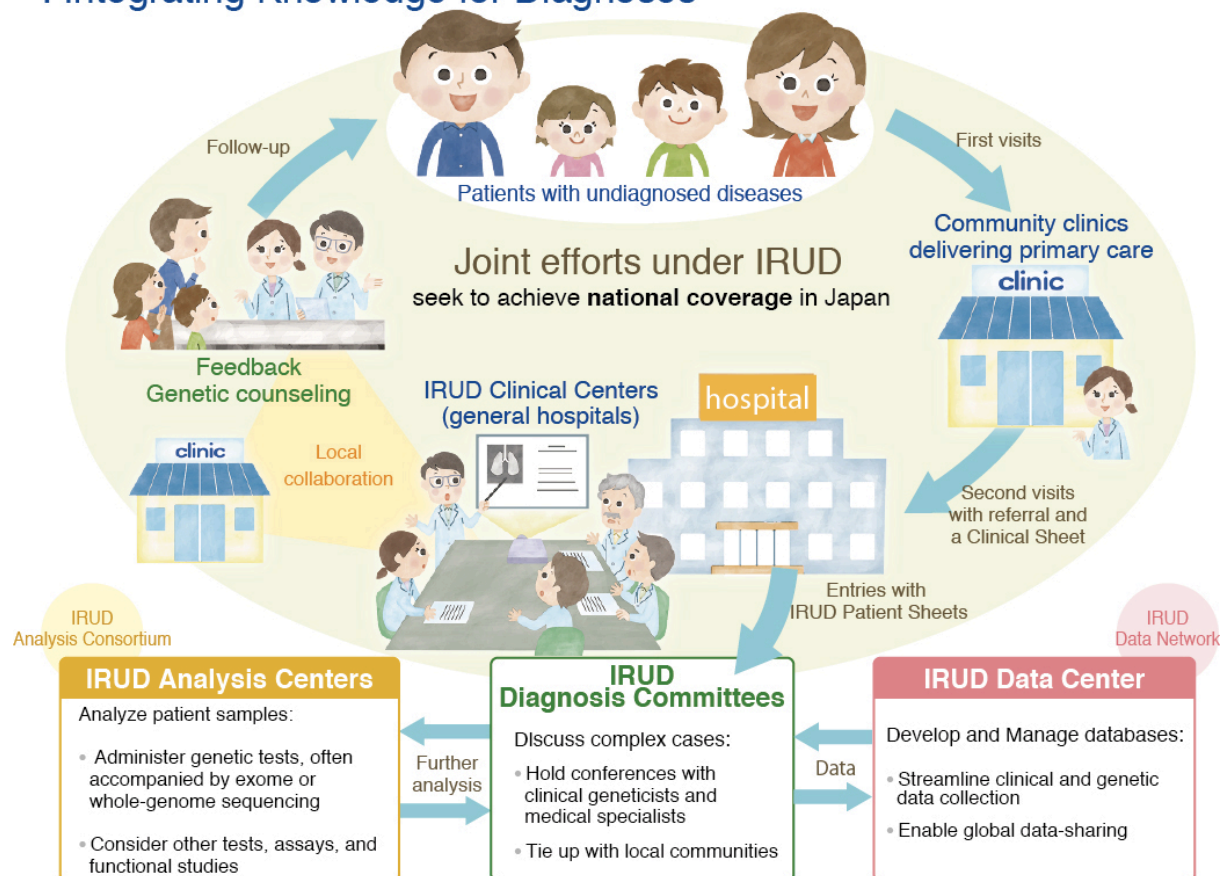 Integrating Knowledge for Diagnoses
Follow-up
First visits
Patients with undiagnosed diseases
Community clinics
delivering primary care
clinic
Joint efforts under IRUD
seek to achieve national coverage in Japan
Feedback
Genetic counseling
IRUD Clinical Centers
(general hospitals)
hospital
clinic
Local
collaboration
Second visits
with referral and
a Clinical Sheet
Entries with
IRUD Patient Sheets
IRUD
Analysis Consortium
IRUD
Data Network
IRUD Analysis Centers
Analyze patient samples:
• Administer genetic tests, often
accompanied by exome or
whole-genome sequencing
• Consider other tests, assays, and
functional studies
Further
analysis
IRUD
Diagnosis Committees
DIscuss complex cases:
• Hold conferences with
clinical geneticists and
medical specialists
• Tie up with local communities
Data
IRUD Data Center
Develop and Manage databases:
• Streamline clinical and genetic
data collection
• Enable global data-sharing